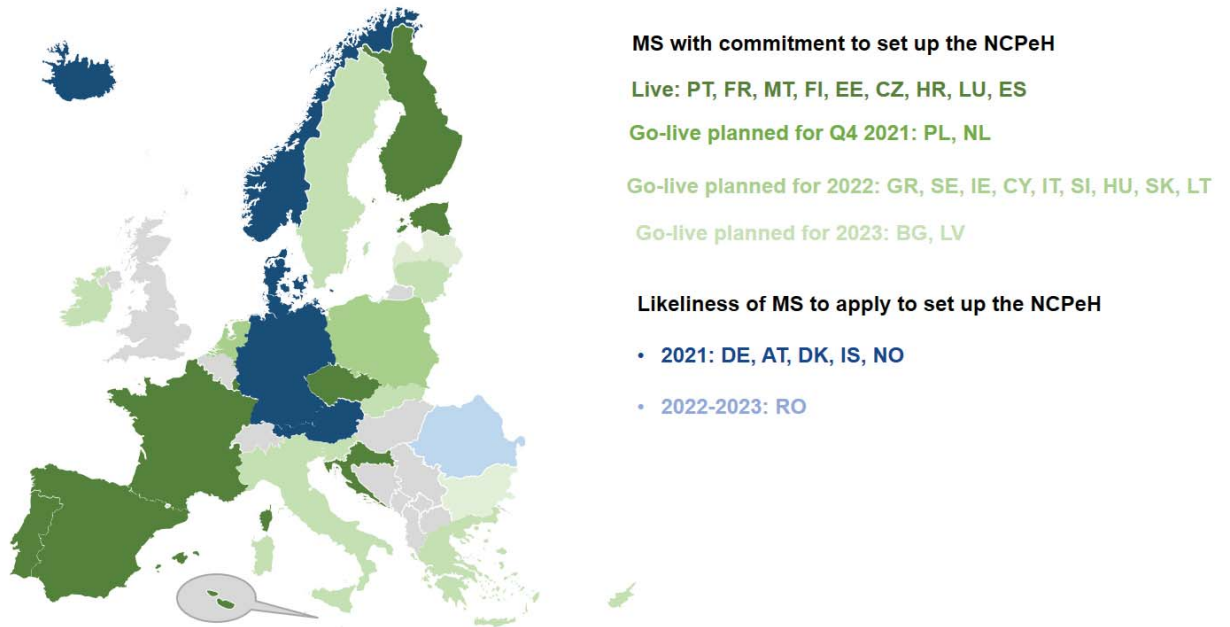 MS with commitment to set up the NCPeH
Live: PT, FR, MT, FI, EE, CZ, HR, LU, ES
Go-live planned for Q4 2021: PL, NL
Go-live planned for 2022: GR, SE, IE, CY, IT, SI, HU, SK, LT
Go-live planned for 2023: BG, LV
Likeliness of MS to apply to set up the NCPeH
• 2021: DE, AT, DK, IS, NO
• 2022-2023: RO